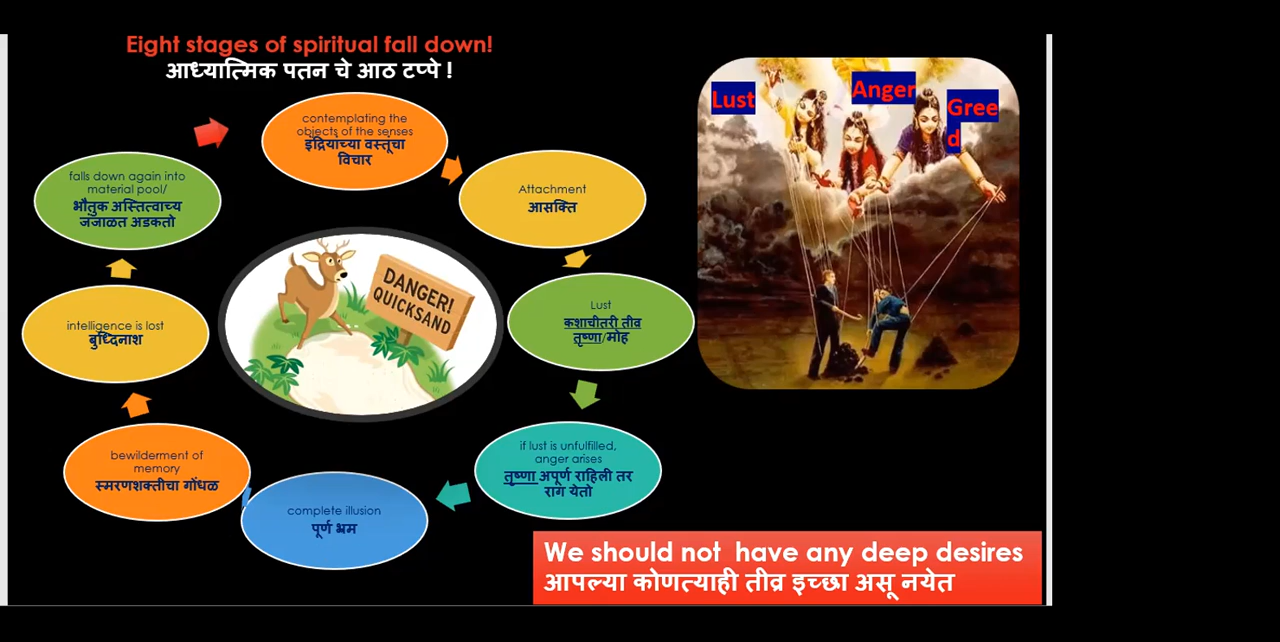 Eight stages of spiritual fall down!
आध्यात्मिक पतन चे आठ टप्पे !
contemplating the
objects of the senses
इंद्रियांच्या वस्तूंचा
विचार
Attachment
आसक्ति
Lust
कशाचीतरी तीव्र
तृष्णा/मोह
if lust is unfulfilled,
anger arises
तृष्णा अपूर्ण राहिली तर
राग येतो
complete illusion
पूर्ण भ्रम
bewilderment of
memory
स्मरणशक्तीचा गोंधळ
intelligence is lost
बुध्दिनाश
falls down again into
material pool/
भौतुक अस्तित्वाच्य
जंजाळत अडकतो
DANGER!
QUICKSAND
Lust
Anger
Gree
d
We should not have any deep desires
आपल्या कोणत्याही तीव्र इच्छा असू नयेत